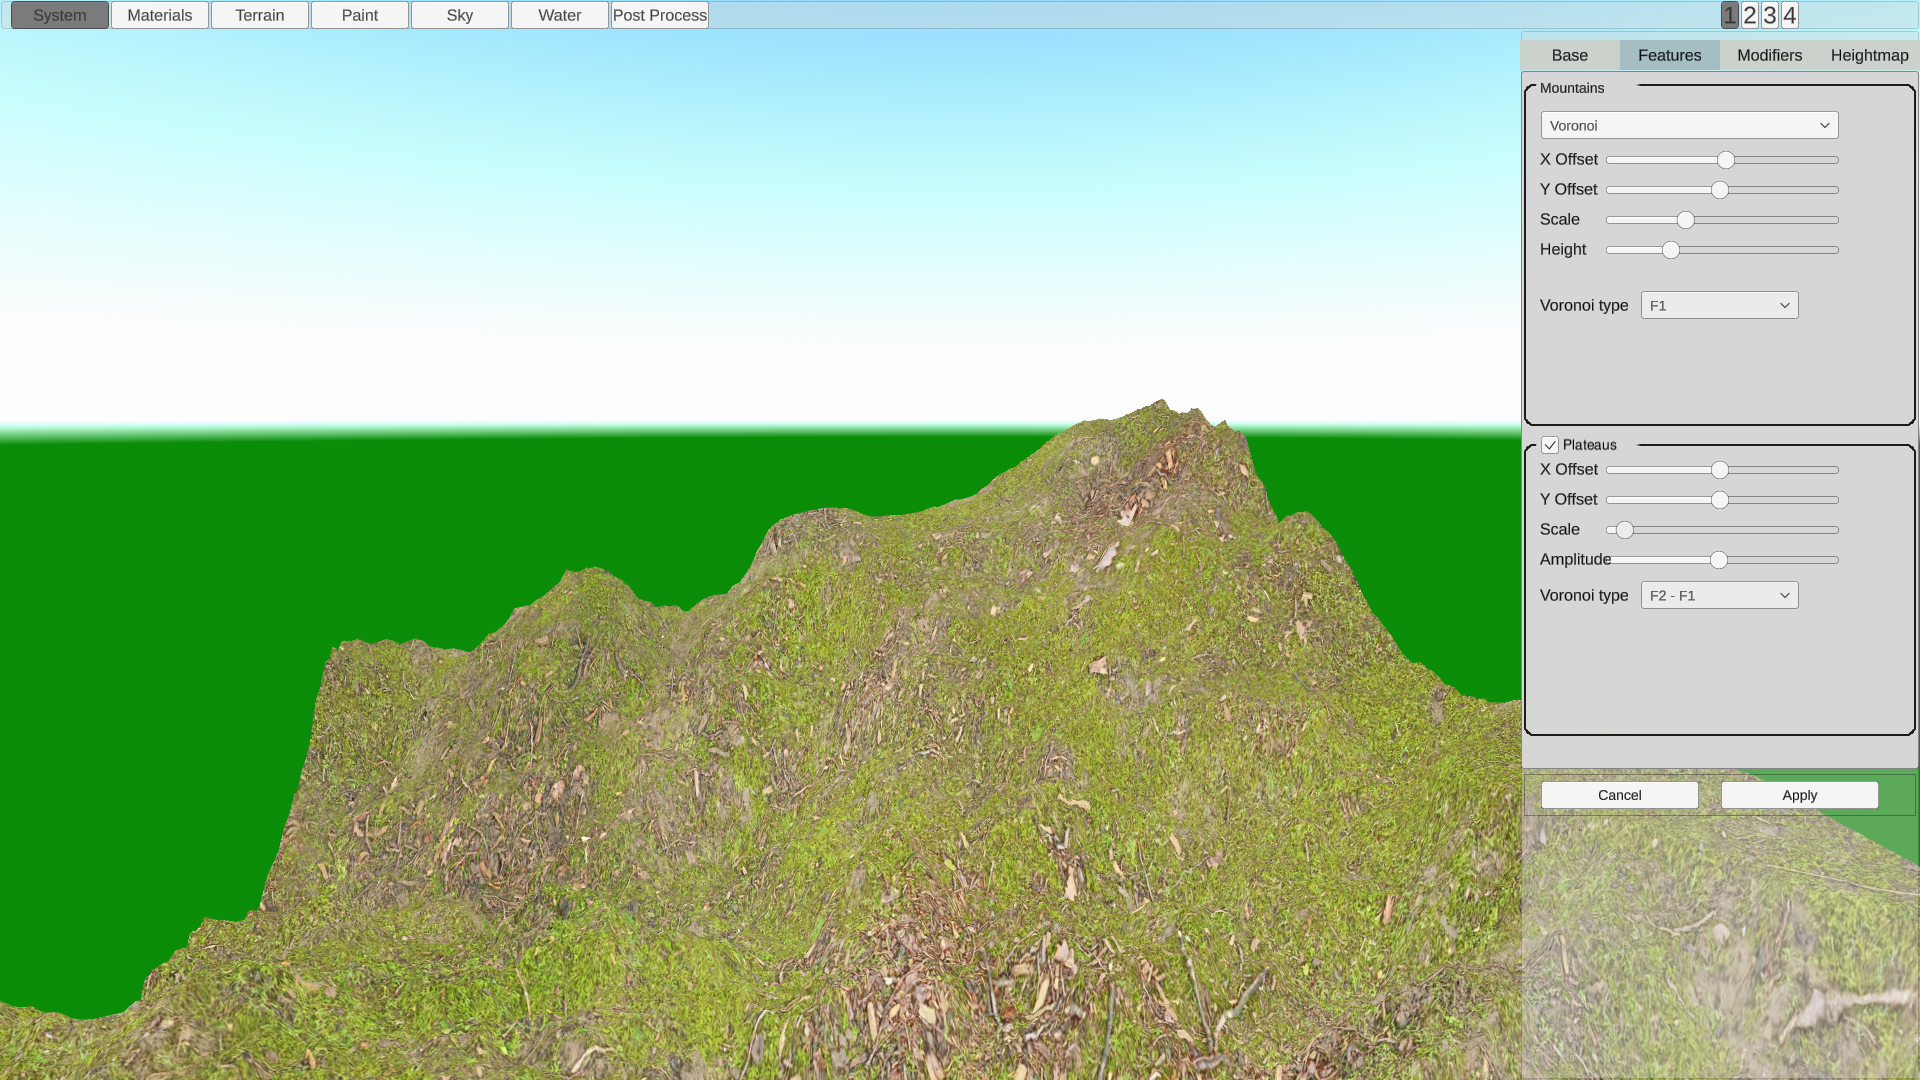 System Materials Terrain Paint Sky Water Post Process 1 2 3 4
Base Features Modifiers Heightmap
Mountains
Voronoi
X Offset
Y Offset
Scale
Height
Voronoi type F1
Plateaus
X Offset
Y Offset
Scale
Amplitude
Voronoi type F2 - F1
Cancel Apply